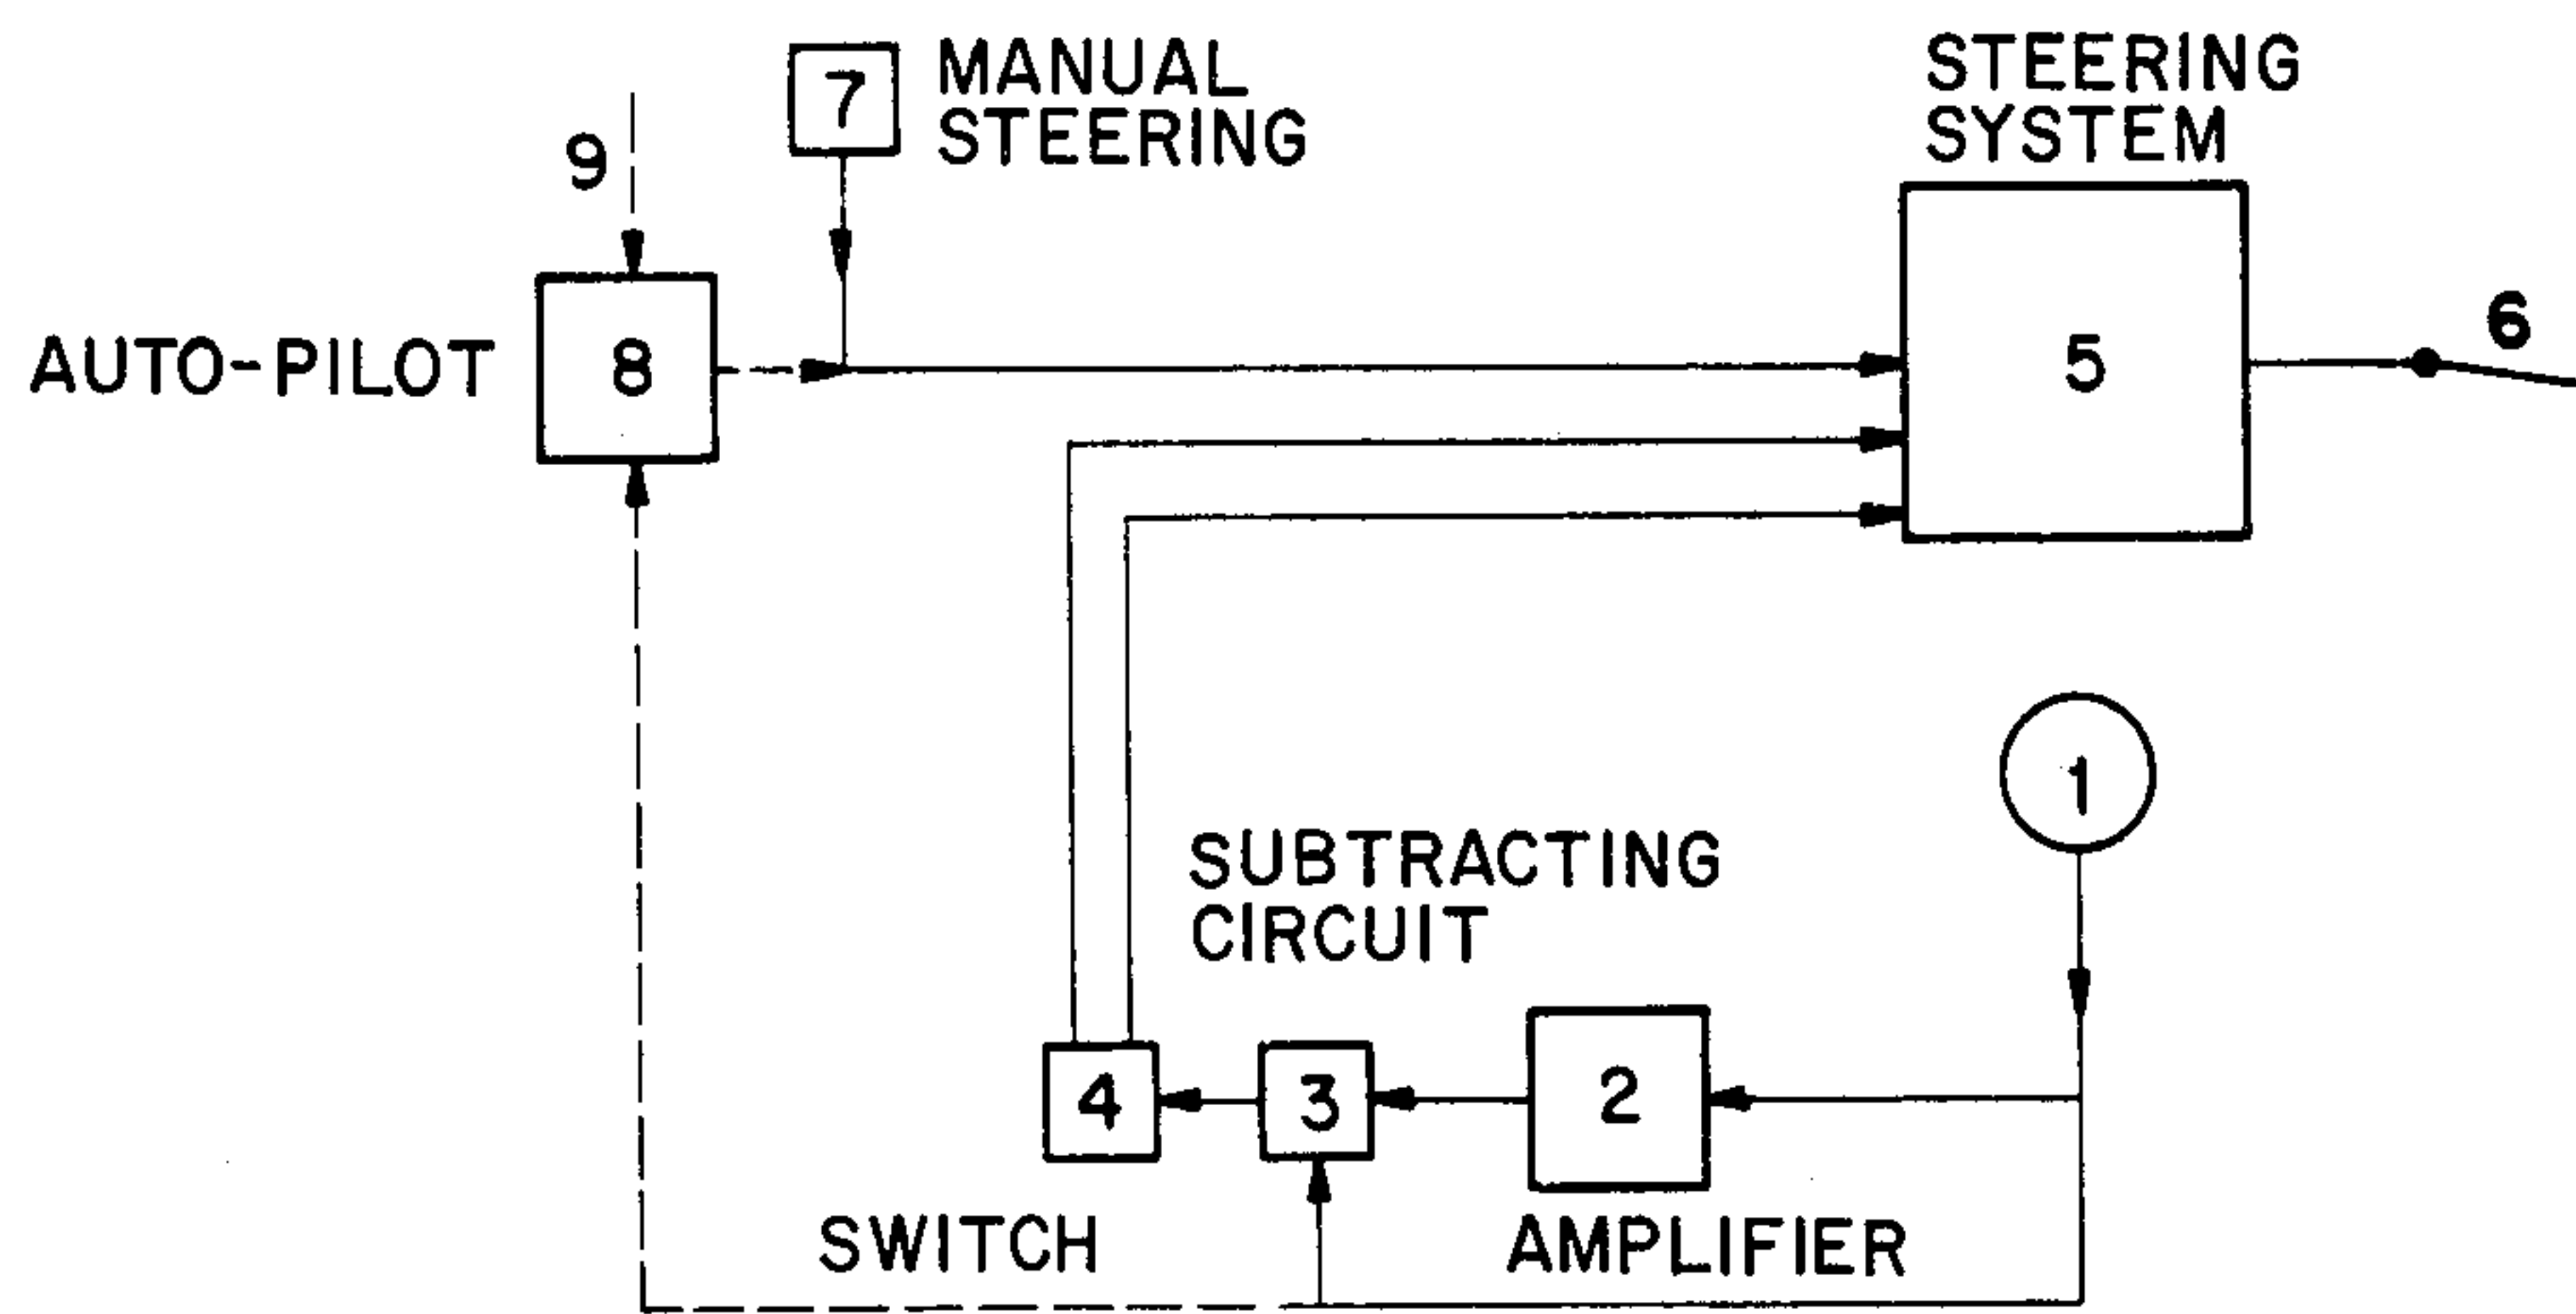 7
MANUAL
STEERING
STEERING
SYSTEM
9
AUTO-PILOT
8
5
6
1
SUBTRACTING
CIRCUIT
4
3
2
SWITCH
AMPLIFIER